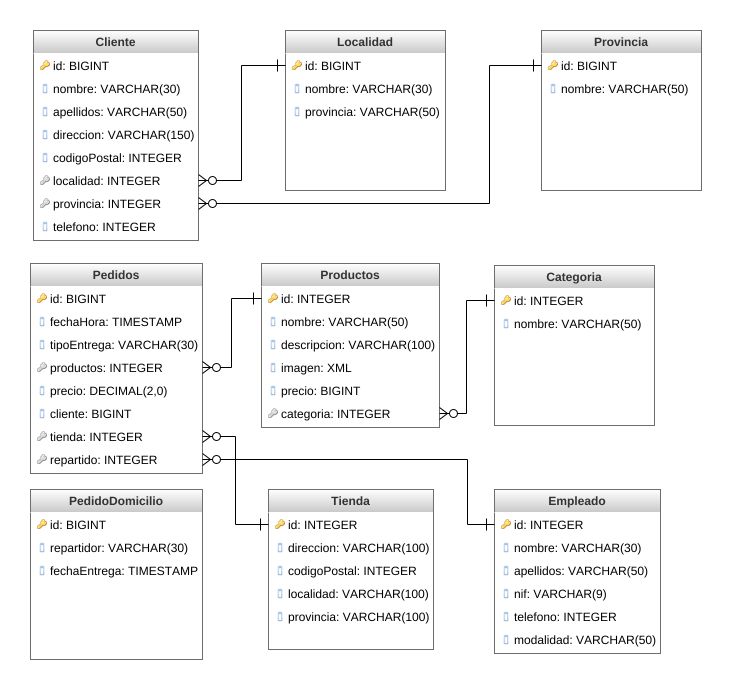 Cliente
id: BIGINT
nombre: VARCHAR(30)
apellidos: VARCHAR(50)
direccion: VARCHAR(150)
codigoPostal: INTEGER
localidad: INTEGER
provincia: INTEGER
telefono: INTEGER
Localidad
id: BIGINT
nombre: VARCHAR(30)
provincia: VARCHAR(50)
Provincia
id: BIGINT
nombre: VARCHAR(50)
Pedidos
id: BIGINT
fechaHora: TIMESTAMP
tipoEntrega: VARCHAR(30)
productos: INTEGER
precio: DECIMAL(2,0)
cliente: BIGINT
tienda: INTEGER
repartido: INTEGER
Productos
id: INTEGER
nombre: VARCHAR(50)
descripcion: VARCHAR(100)
imagen: XML
precio: BIGINT
categoria: INTEGER
Categoria
id: INTEGER
nombre: VARCHAR(50)
PedidoDomicilio
id: BIGINT
repartidor: VARCHAR(30)
fechaEntrega: TIMESTAMP
Tienda
id: INTEGER
direccion: VARCHAR(100)
codigoPostal: INTEGER
localidad: VARCHAR(100)
provincia: VARCHAR(100)
Empleado
id: INTEGER
nombre: VARCHAR(30)
apellidos: VARCHAR(50)
nif: VARCHAR(9)
telefono: INTEGER
modalidad: VARCHAR(50)